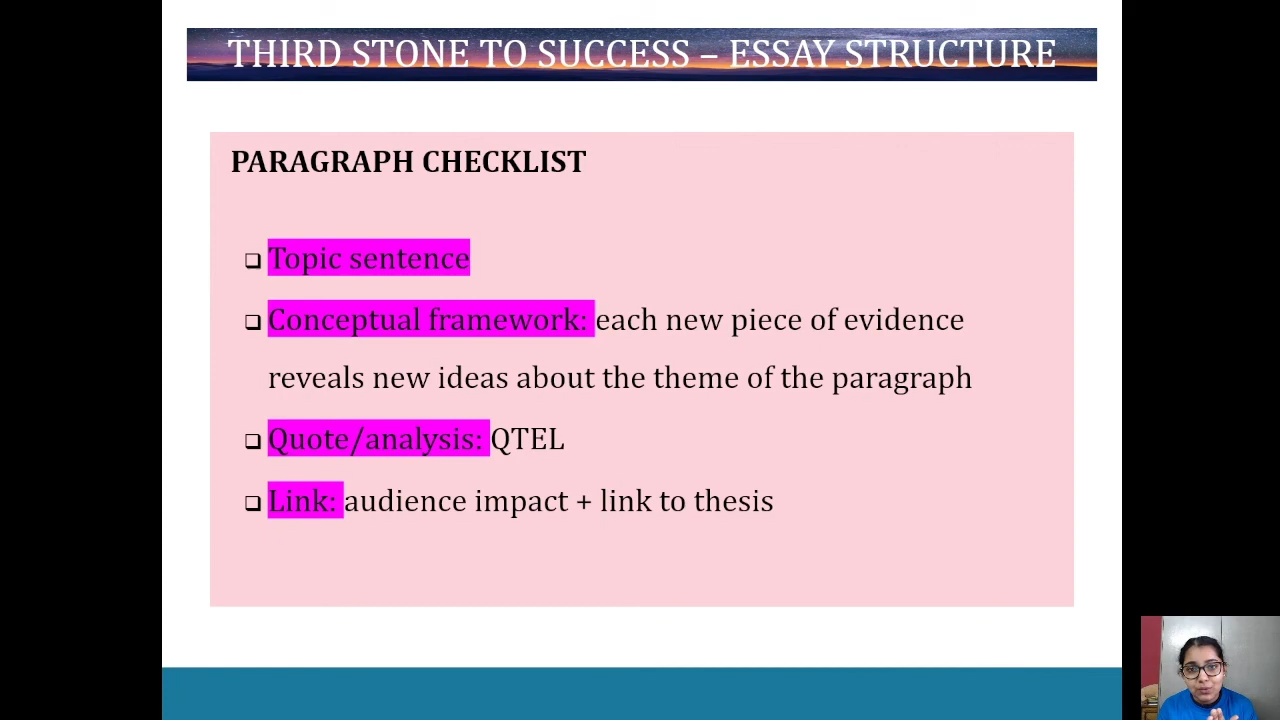 THIRD STONE TO SUCCESS – ESSAY STRUCTURE
PARAGRAPH CHECKLIST
Topic sentence
Conceptual framework: each new piece of evidence
reveals new ideas about the theme of the paragraph
Quote/analysis: QTEL
Link: audience impact + link to thesis